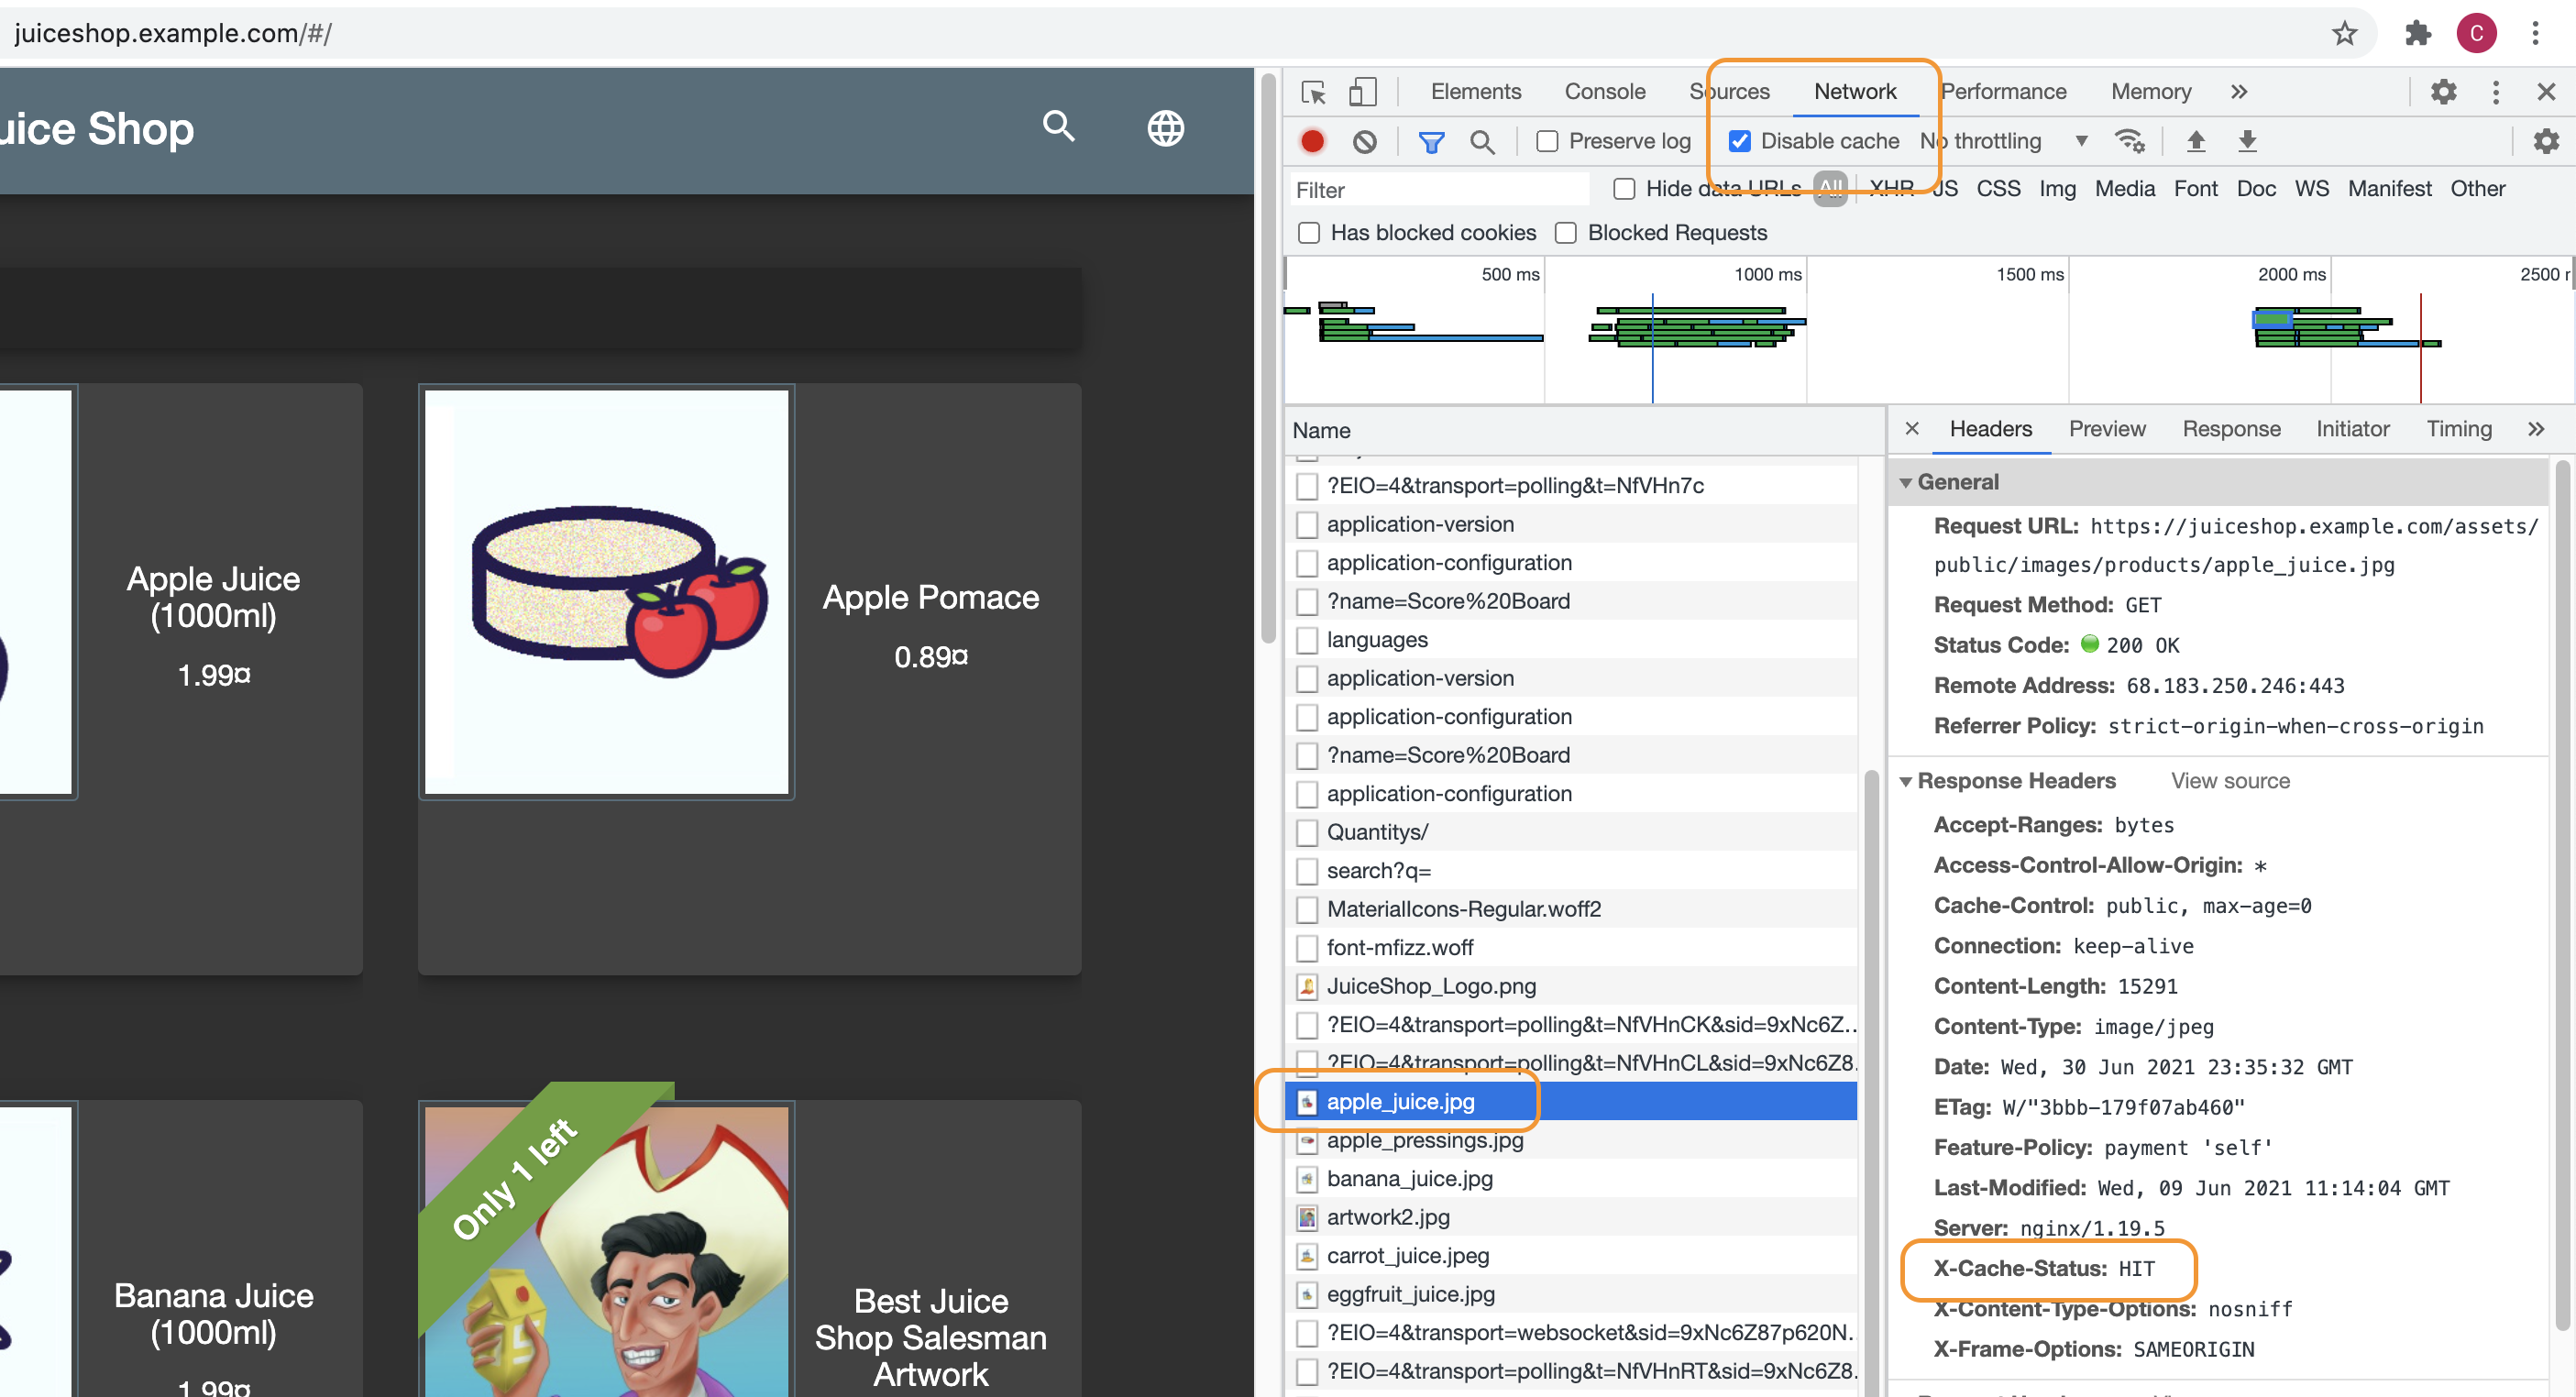 juiceshop.example.com/#/
C
uice Shop
Apple Juice
(1000ml)
1.99¤
Apple Pomace
0.89¤
Only 1 left
Banana Juice
(1000ml)
1.99¤
Best Juice
Shop Salesman
Artwork
Elements Console Sources Network Performance Memory »
Preserve log Disable cache No throttling
Filter Hide data URLs All XHR JS CSS Img Media Font Doc WS Manifest Other
Has blocked cookies Blocked Requests
500 ms 1000 ms 1500 ms 2000 ms 2500 r
Name
?EIO=4&transport=polling&t=NfVHn7c
application-version
application-configuration
?name=Score%20Board
languages
application-version
application-configuration
?name=Score%20Board
application-configuration
Quantitys/
search?q=
MaterialIcons-Regular.woff2
font-mfizz.woff
JuiceShop_Logo.png
?EIO=4&transport=polling&t=NfVHnCK&sid=9xNc6Z…
?EIO=4&transport=polling&t=NfVHnCL&sid=9xNc6Z8.
apple_juice.jpg
apple_pressings.jpg
banana_juice.jpg
artwork2.jpg
carrot_juice.jpeg
eggfruit_juice.jpg
?EIO=4&transport=websocket&sid=9xNc6Z87p620N.
?EIO=4&transport=polling&t=NfVHnRT&sid=9xNc6Z8.
× Headers Preview Response Initiator Timing »
General
Request URL: https://juiceshop.example.com/assets/
public/images/products/apple_juice.jpg
Request Method: GET
Status Code: 200 OK
Remote Address: 68.183.250.246:443
Referrer Policy: strict-origin-when-cross-origin
Response Headers View source
Accept-Ranges: bytes
Access-Control-Allow-Origin: *
Cache-Control: public, max-age=0
Connection: keep-alive
Content-Length: 15291
Content-Type: image/jpeg
Date: Wed, 30 Jun 2021 23:35:32 GMT
ETag: W/"3bbb-179f07ab460"
Feature-Policy: payment 'self'
Last-Modified: Wed, 09 Jun 2021 11:14:04 GMT
Server: nginx/1.19.5
X-Cache-Status: HIT
X-Content-Type-Options: nosniff
X-Frame-Options: SAMEORIGIN